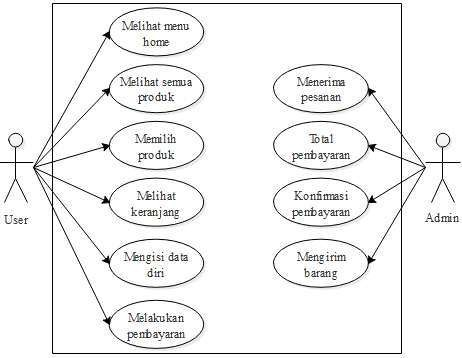 Melihat menu
home
Melihat semua
produk
Memilih
produk
Melihat
keranjang
Mengisi data
diri
Melakukan
pembayaran
Menerima
pesanan
Total
pembayaran
Konfirmasi
pembayaran
Mengirim
barang
User
Admin